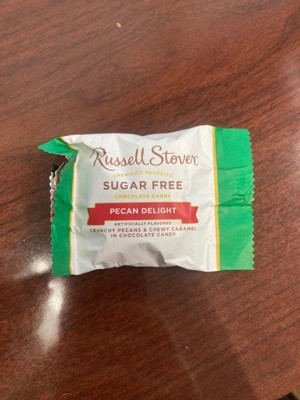 Russell Stover
AMERICA'S FAVORITE
SUGAR FREE
CHOCOLATE CANDY
PECAN DELIGHT
ARTIFICIALLY FLAVORED
CRUNCHY PECANS & CHEWY CARAMEL
IN CHOCOLATE CANDY